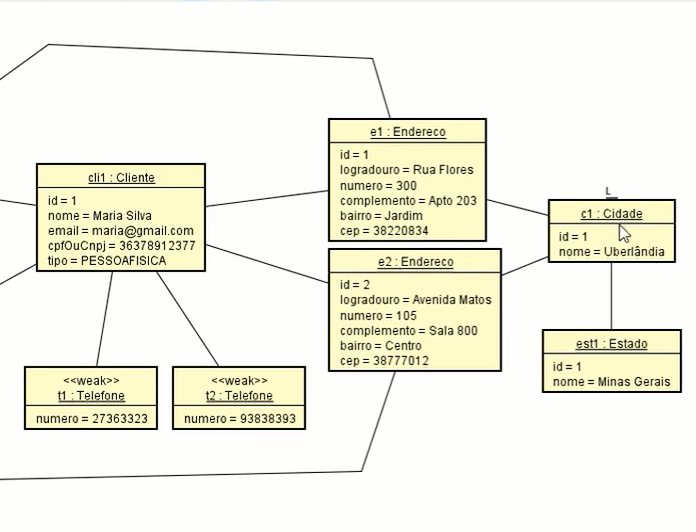 cli1 : Cliente
id = 1
nome = Maria Silva
email = maria@gmail.com
cpfOuCnpj = 36378912377
tipo = PESSOAFISICA
<<weak>>
t1 : Telefone
numero = 27363323
<<weak>>
t2 : Telefone
numero = 93838393
e1 : Endereco
id = 1
logradouro = Rua Flores
numero = 300
complemento = Apto 203
bairro = Jardim
cep = 38220834
e2 : Endereco
id = 2
logradouro = Avenida Matos
numero = 105
complemento = Sala 800
bairro = Centro
cep = 38777012
c1 : Cidade
id = 1
nome = Uberlândia
est1 : Estado
id = 1
nome = Minas Gerais